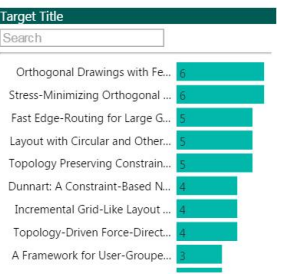 Target Title
Search
Orthogonal Drawings with Fe... 6
Stress-Minimizing Orthogonal ... 6
Fast Edge-Routing for Large G... 5
Layout with Circular and Other... 5
Topology Preserving Constrain... 5
Dunnart: A Constraint-Based N... 4
Incremental Grid-Like Layout ... 4
Topology-Driven Force-Direct... 4
A Framework for User-Groupe... 3